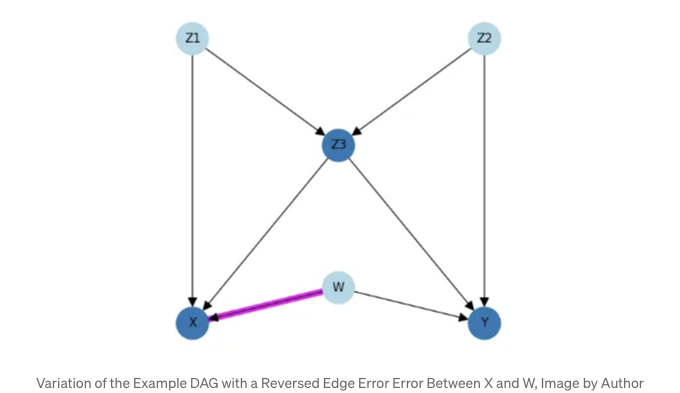 Z1
Z2
Z3
W
X
Y
Variation of the Example DAG with a Reversed Edge Error Error Between X and W, Image by Author